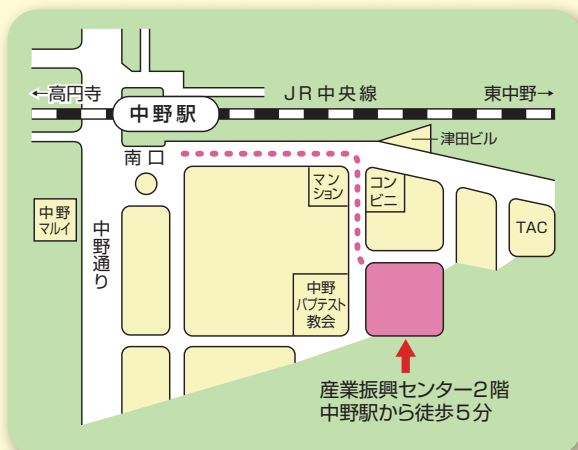 ←高円寺
中野駅
JR中央線
東中野→
南口
津田ビル
中野
マルイ
中野通り
マン
ション
コン
ビニ
TAC
中野
バプテスト
教会
産業振興センター2階
中野駅から徒歩5分